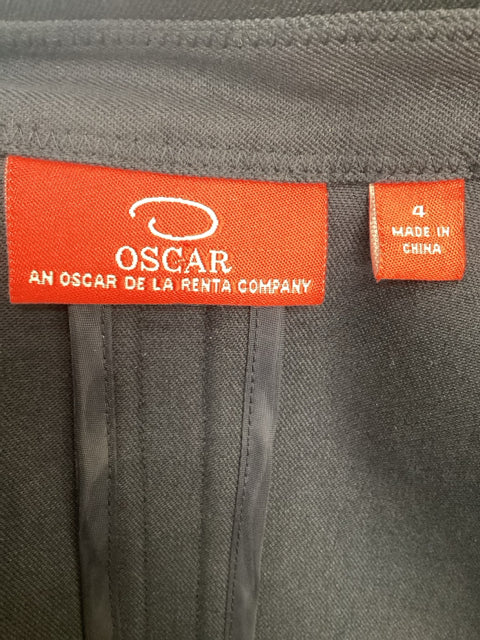 OSCAR
AN OSCAR DE LA RENTA COMPANY
4
MADE IN
CHINA